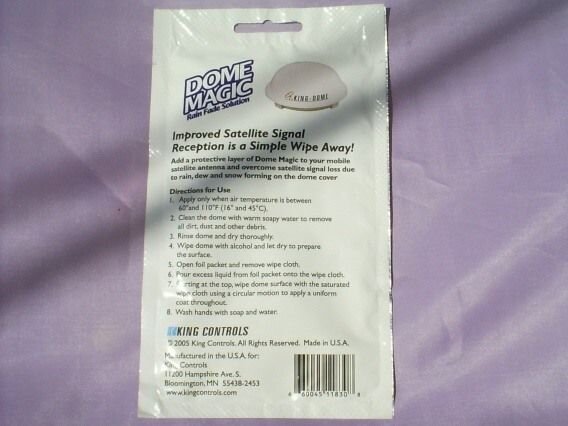 DOME
MAGIC
Rain Fade Solution
KING-DOME
Improved Satellite Signal
Reception is a Simple Wipe Away!
Add a protective layer of Dome Magic to your mobile
satellite antenna and overcome satellite signal loss due
to rain, dew and snow forming on the dome cover
Directions for Use
1. Apply only when air temperature is between
60°and 110°F (16° and 45°C).
2. Clean the dome with warm soapy water to remove
all dirt, dust and other debris.
3. Rinse dome and dry thoroughly.
4. Wipe dome with alcohol and let dry to prepare
the surface.
5. Open foil packet and remove wipe cloth.
6. Pour excess liquid from foil packet onto the wipe cloth.
7. Starting at the top, wipe dome surface with the saturated
wipe cloth using a circular motion to apply a uniform
coat throughout.
8. Wash hands with soap and water.
KING CONTROLS
©2005 King Controls. All Rights Reserved. Made in U.S.A.
Manufactured in the U.S.A. for:
King Controls
11200 Hampshire Ave. S.
Bloomington, MN 55438-2453
www.kingcontrols.com
60045 11830 8